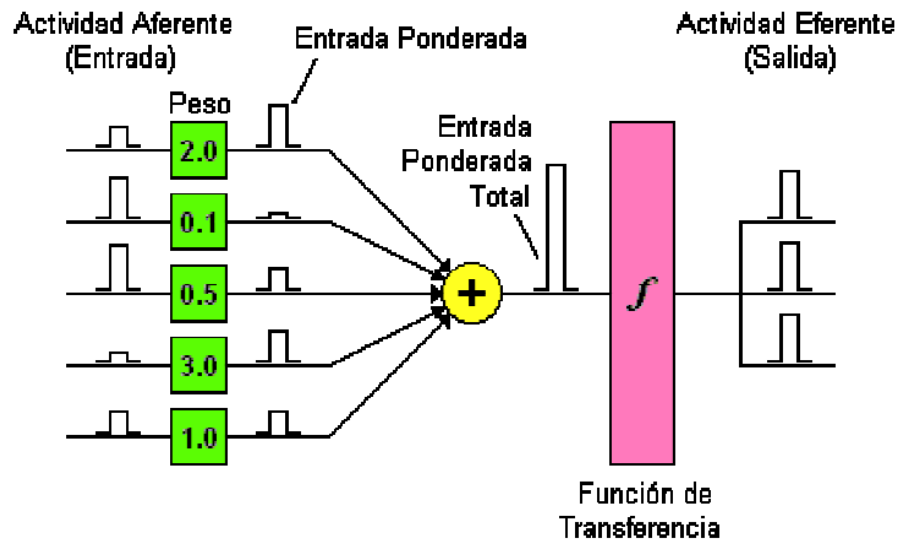 Actividad Aferente
(Entrada)
Entrada Ponderada
Actividad Eferente
(Salida)
Peso
2.0
0.1
0.5
3.0
1.0
Entrada
Ponderada
Total
+
f
Función de
Transferencia